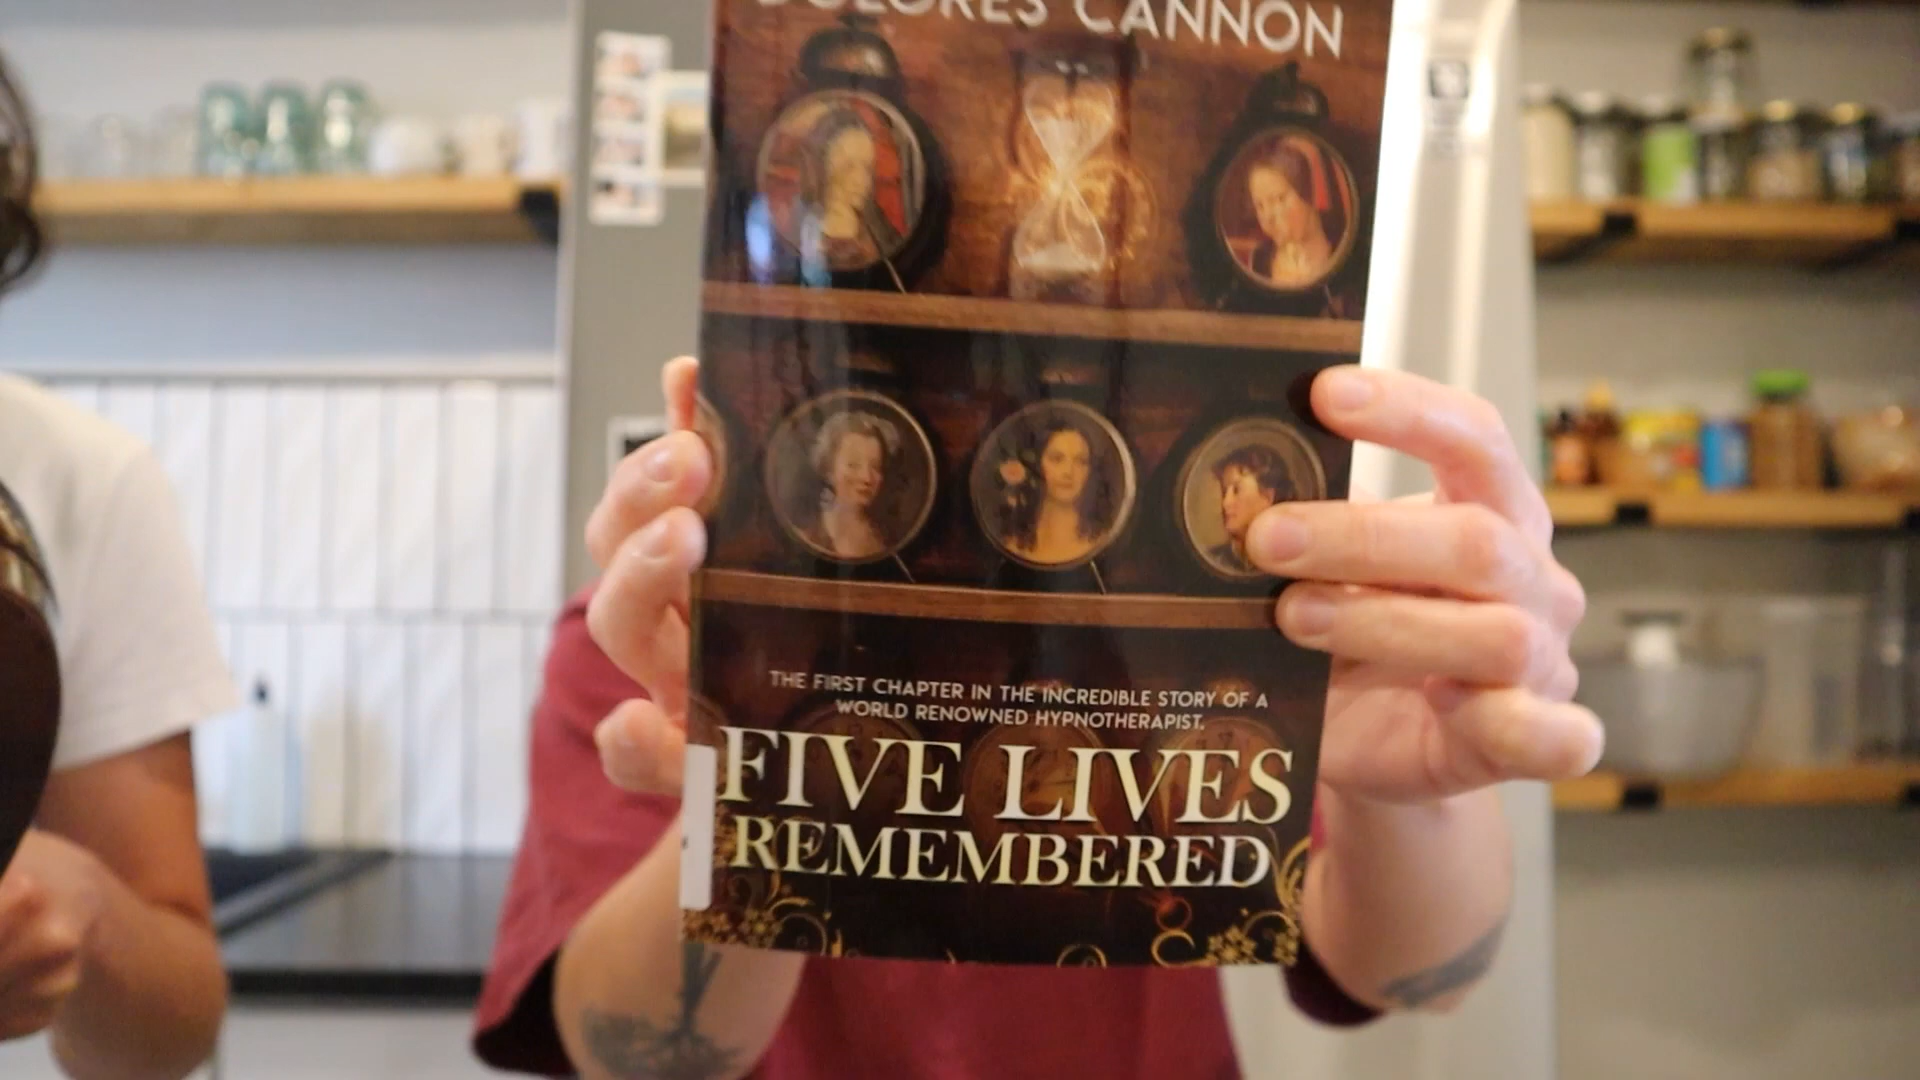 DOLORES CANNON
THE FIRST CHAPTER IN THE INCREDIBLE STORY OF A
WORLD RENOWNED HYPNOTHERAPIST.
FIVE LIVES
REMEMBERED